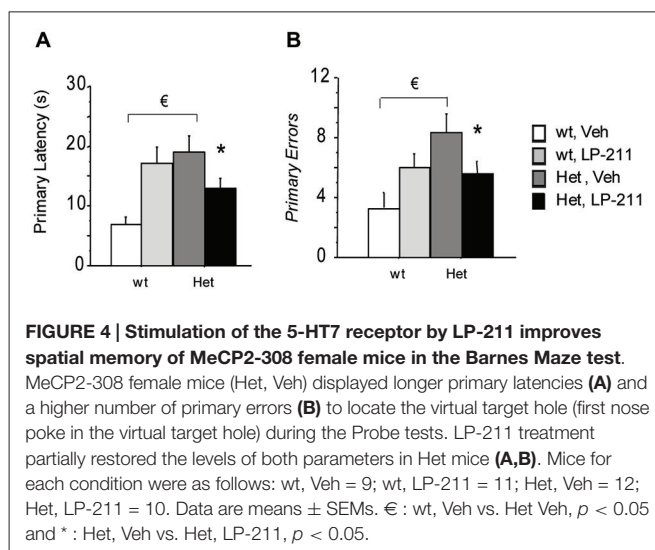 A
B
€
€
30
20
10
0
12
8
4
0
*
*
Primary Latency (s)
Primary Errors
wt
Het
wt
Het
wt, Veh
wt, LP-211
Het, Veh
Het, LP-211
FIGURE 4 | Stimulation of the 5-HT7 receptor by LP-211 improves
spatial memory of MeCP2-308 female mice in the Barnes Maze test.
MeCP2-308 female mice (Het, Veh) displayed longer primary latencies (A) and
a higher number of primary errors (B) to locate the virtual target hole (first nose
poke in the virtual target hole) during the Probe tests. LP-211 treatment
partially restored the levels of both parameters in Het mice (A,B). Mice for
each condition were as follows: wt, Veh = 9; wt, LP-211 = 11; Het, Veh = 12;
Het, LP-211 = 10. Data are means ± SEMs. € : wt, Veh vs. Het Veh, p < 0.05
and * : Het, Veh vs. Het, LP-211, p < 0.05.